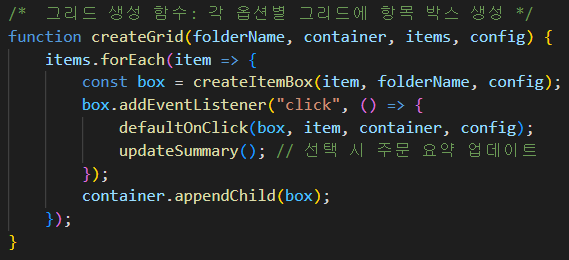 /*  그리드 생성 함수: 각 옵션별 그리드에 항목 박스 생성 */
function createGrid(folderName, container, items, config) {
    items.forEach(item => {
        const box = createItemBox(item, folderName, config);
        box.addEventListener("click", () => {
            defaultOnClick(box, item, container, config);
            updateSummary(); // 선택 시 주문 요약 업데이트
        });
        container.appendChild(box);
    });
}